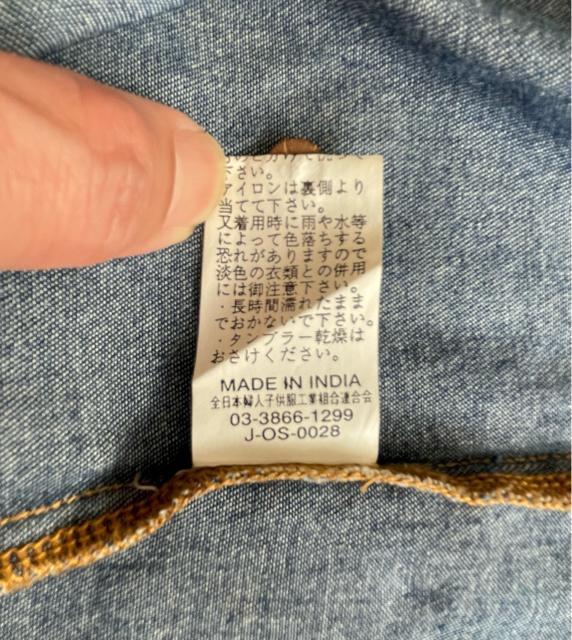 下さい。
アイロンは裏側より
当てて下さい。
又着用時に雨や水等
によって色落ちする
恐れがありますので
淡色の衣類との併用
には御注意下さい。
・長時間濡れたまま
でおかないで下さい。
・タンブラー乾燥は
おさけください。
MADE IN INDIA
全日本婦人子供服工業組合連合会
03-3866-1299
J-OS-0028